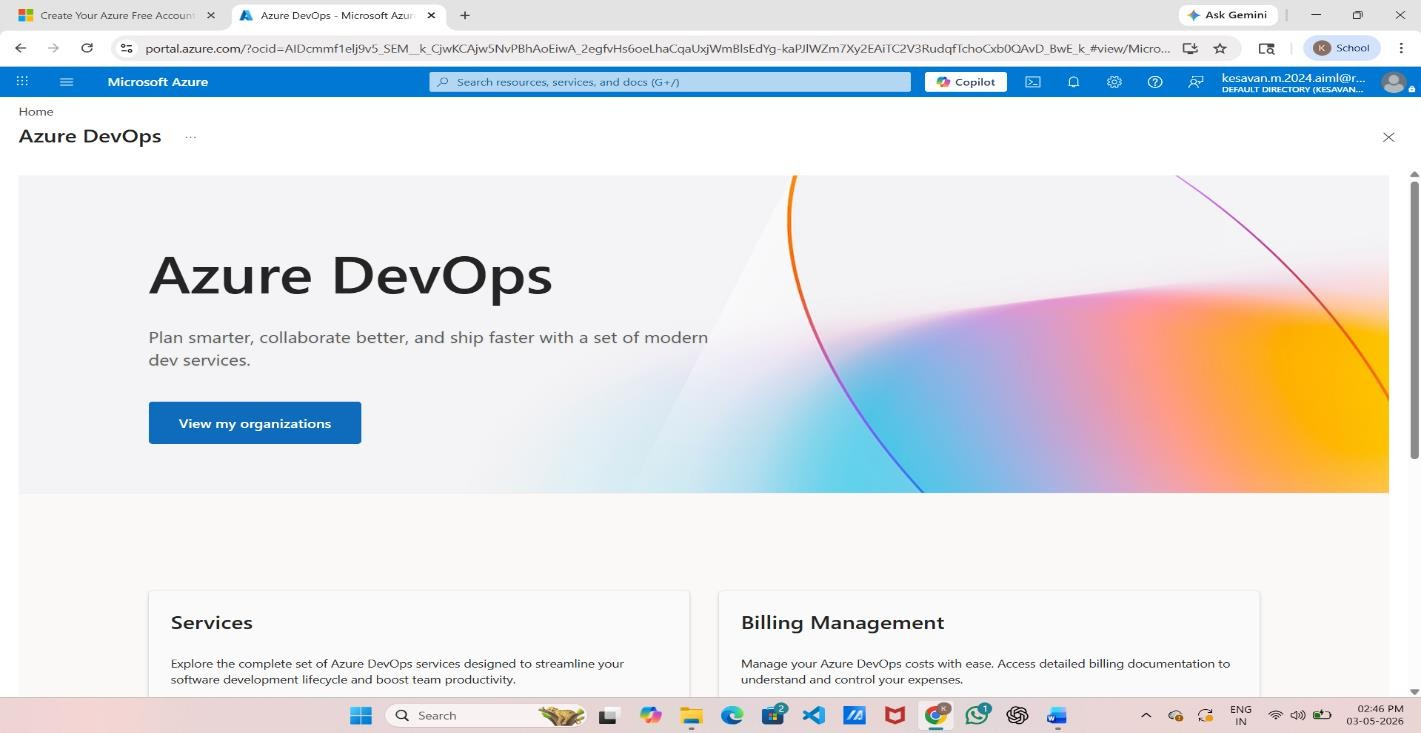 Create Your Azure Free Account
Azure DevOps - Microsoft Azur
Ask Gemini
portal.azure.com/?ocid=AIDcmmf1elj9v5_SEM__k_CjwKCAjw5NvPBhAoEiwA_2egfvHs6oeLhaCqaUxjWmBlsEdYg-kaPJlWZm7Xy2EAiTC2V3RudqfTchoCxb0QAvD_BwE_k_#view/Micro...
K School
Microsoft Azure
Search resources, services, and docs (G+/)
Copilot
kesavan.m.2024.aiml@r...
DEFAULT DIRECTORY (KESAVAN...
Home
Azure DevOps
...
Azure DevOps
Plan smarter, collaborate better, and ship faster with a set of modern
dev services.
View my organizations
Services
Billing Management
Explore the complete set of Azure DevOps services designed to streamline your
software development lifecycle and boost team productivity.
Manage your Azure DevOps costs with ease. Access detailed billing documentation to
understand and control your expenses.
Search
2
K
1
ENG
IN
02:46 PM
03-05-2026